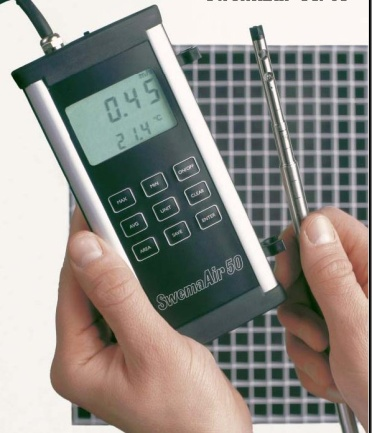 m/s
0.45
21.4 °C
MAX MIN ON/OFF
AVG UNIT CLEAR
AREA SAVE ENTER
SwemaAir 50